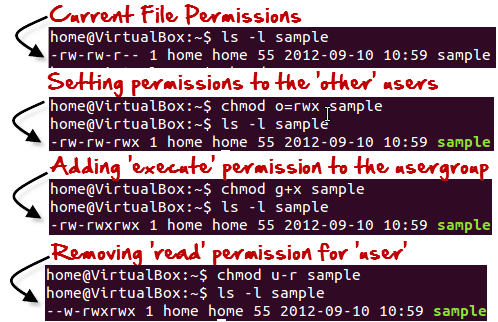 Current File Permissions
home@VirtualBox:~$ ls -l sample
-rw-rw-r-- 1 home home 55 2012-09-10 10:59 sample
Setting permissions to the 'other' users
home@VirtualBox:~$ chmod o=rwx sample
home@VirtualBox:~$ ls -l sample
-rw-rw-rwx 1 home home 55 2012-09-10 10:59 sample
Adding 'execute' permission to the usergroup
home@VirtualBox:~$ chmod g+x sample
home@VirtualBox:~$ ls -l sample
-rw-rwxrwx 1 home home 55 2012-09-10 10:59 sample
Removing 'read' permission for 'user'
home@VirtualBox:~$ chmod u-r sample
home@VirtualBox:~$ ls -l sample
--w-rwxrwx 1 home home 55 2012-09-10 10:59 sample